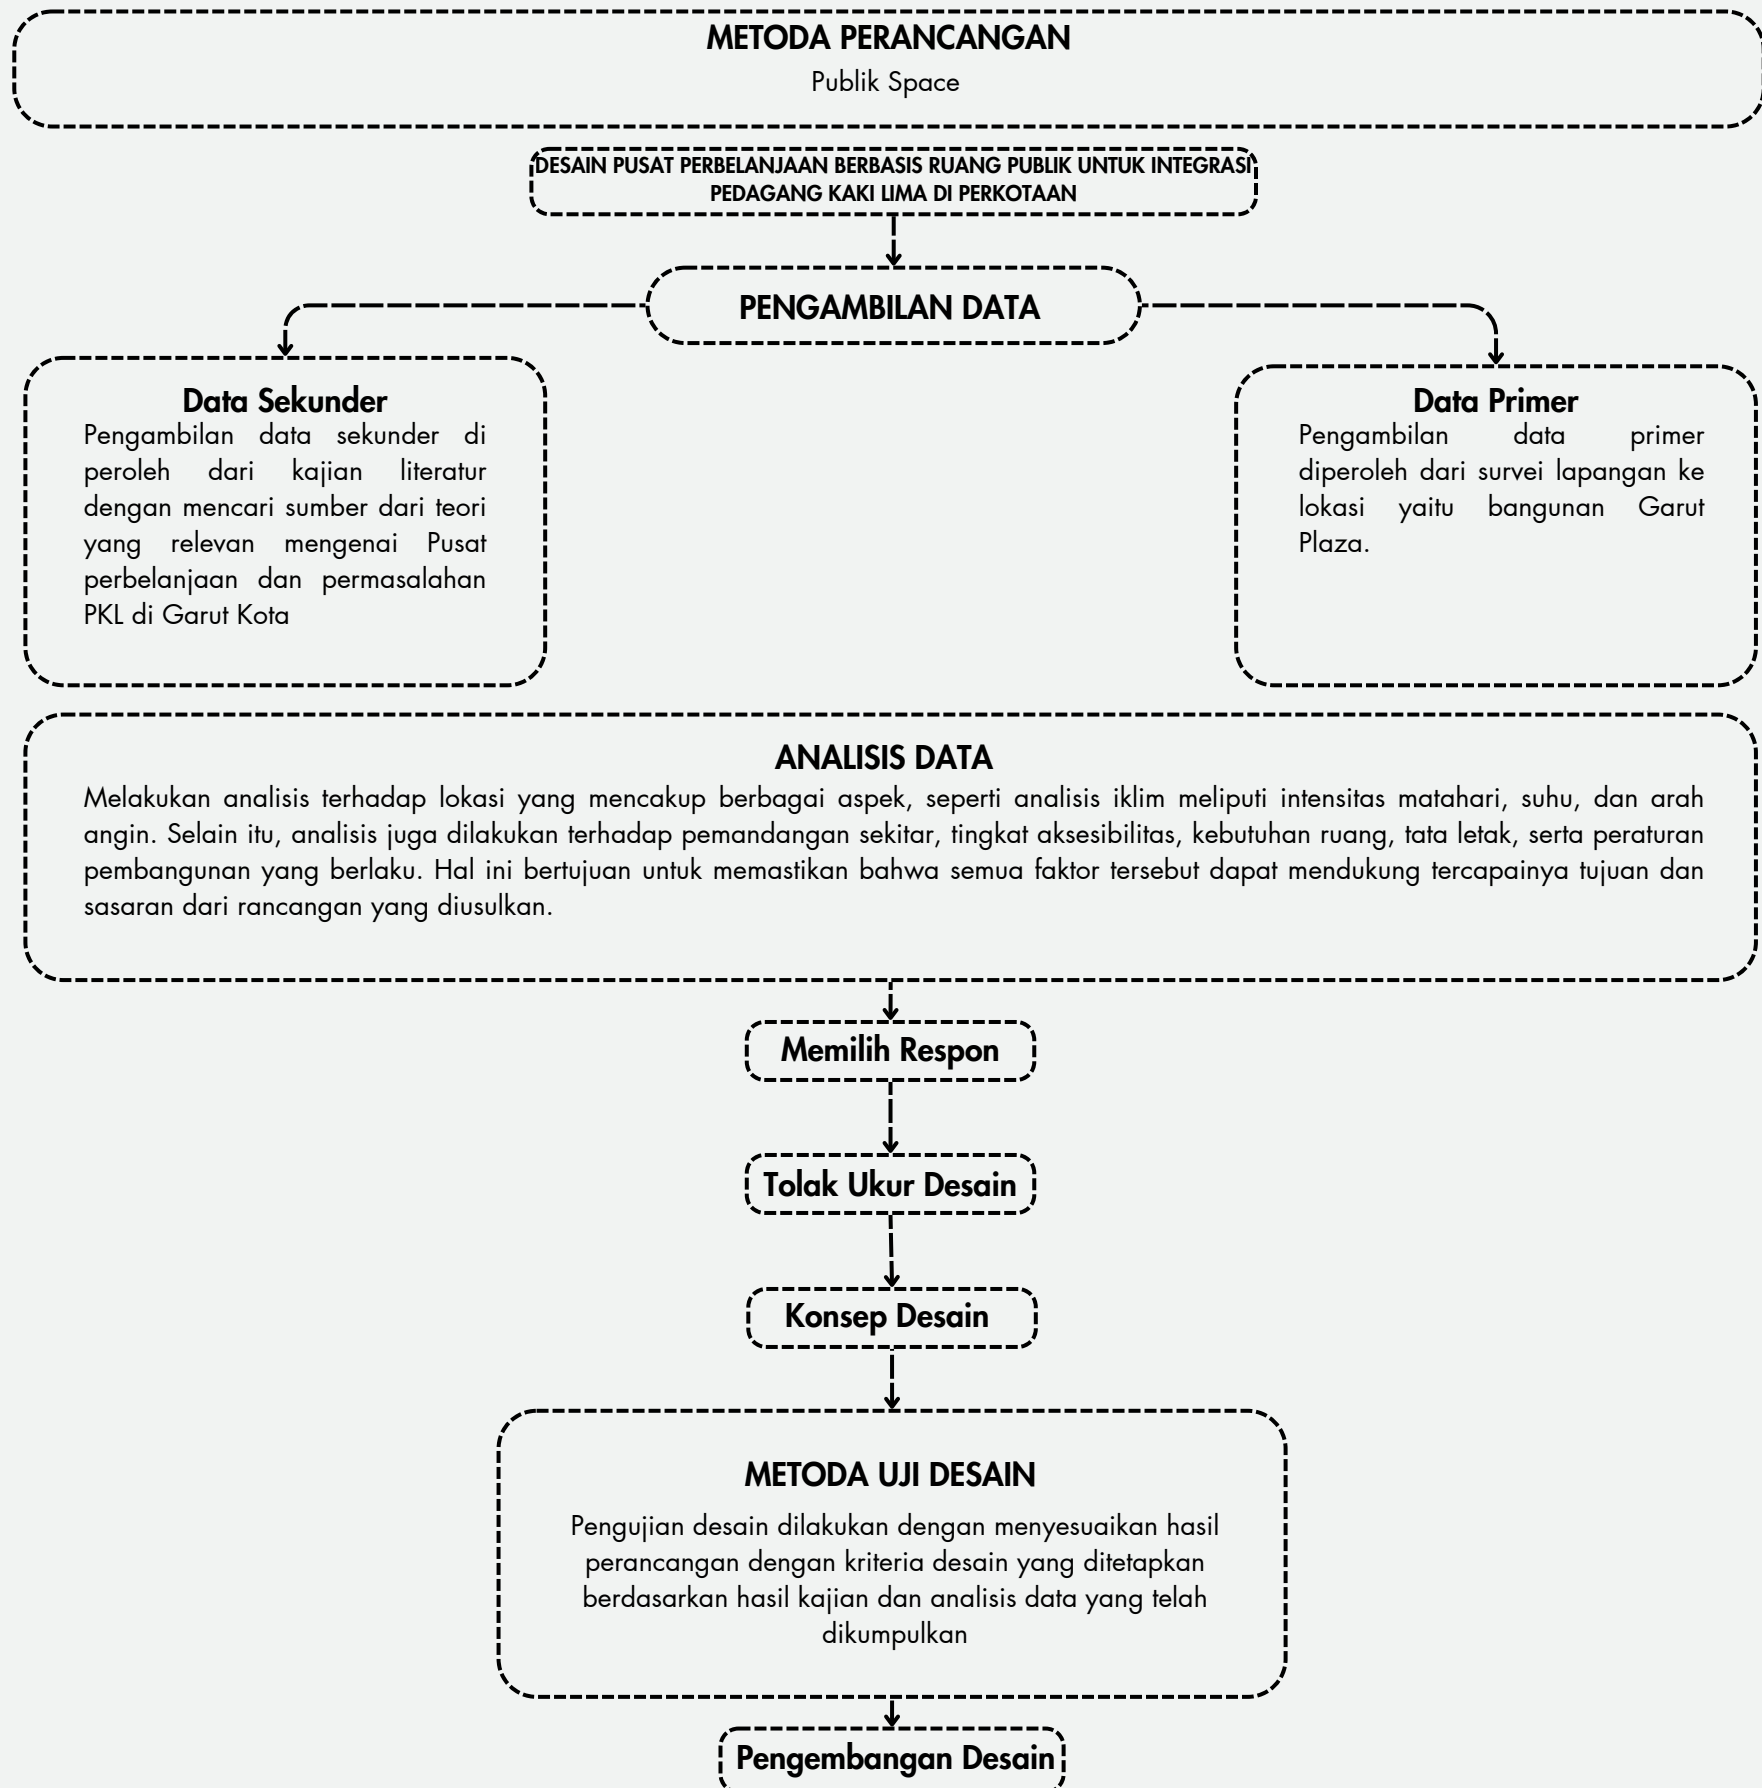 METODA PERANCANGAN
Publik Space
DESAIN PUSAT PERBELANJAAN BERBASIS RUANG PUBLIK UNTUK INTEGRASI
PEDAGANG KAKI LIMA DI PERKOTAAN
PENGAMBILAN DATA
Data Sekunder
Pengambilan data sekunder di
peroleh dari kajian literatur
dengan mencari sumber dari teori
yang relevan mengenai Pusat
perbelanjaan dan permasalahan
PKL di Garut Kota
Data Primer
Pengambilan data primer
diperoleh dari survei lapangan ke
lokasi yaitu bangunan Garut
Plaza.
ANALISIS DATA
Melakukan analisis terhadap lokasi yang mencakup berbagai aspek, seperti analisis iklim meliputi intensitas matahari, suhu, dan arah
angin. Selain itu, analisis juga dilakukan terhadap pemandangan sekitar, tingkat aksesibilitas, kebutuhan ruang, tata letak, serta peraturan
pembangunan yang berlaku. Hal ini bertujuan untuk memastikan bahwa semua faktor tersebut dapat mendukung tercapainya tujuan dan
sasaran dari rancangan yang diusulkan.
Memilih Respon
Tolak Ukur Desain
Konsep Desain
METODA UJI DESAIN
Pengujian desain dilakukan dengan menyesuaikan hasil
perancangan dengan kriteria desain yang ditetapkan
berdasarkan hasil kajian dan analisis data yang telah
dikumpulkan
Pengembangan Desain